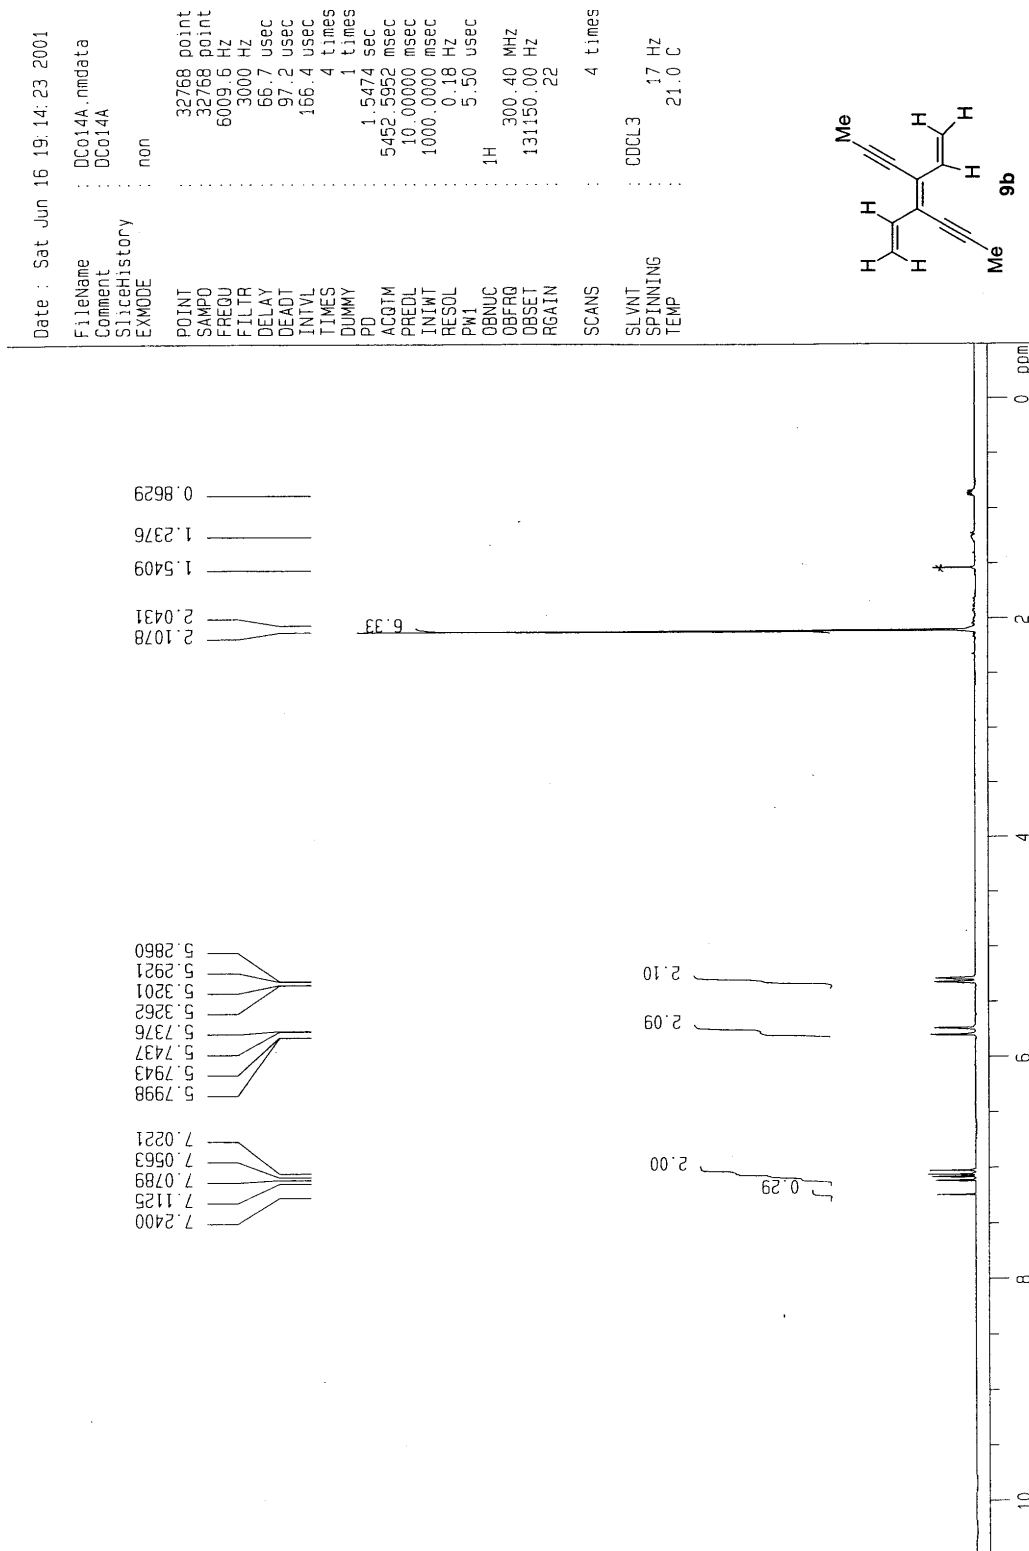 Date : Sat Jun 16 19:14:23 2001
FileName : DCo14A.nmdata
Comment : DCo14A
SliceHistory :
EXMODE : non
POINT : 32768 point
SAMPO : 32768 point
FREQU : 6009.6 Hz
FILTR : 3000 Hz
DELAY : 66.7 usec
DEADT : 97.2 usec
INTVL : 166.4 usec
TIMES : 4 times
DUMMY : 1 times
PD : 1.5474 sec
ACQTM : 5452.5952 msec
PREDL : 10.00000 msec
INIWT : 1000.0000 msec
RESOL : 0.18 Hz
PW1 : 5.50 usec
OBNUC : 1H
OBFRQ : 300.40 MHz
OBSET : 131150.00 Hz
RGAIN : 22
SCANS : 4 times
SLVNT : CDCL3
SPINNING : 17 Hz
TEMP : 21.0 C
0.8629
1.2376
1.5409
2.0431
2.1078
5.2860
5.2921
5.3201
5.3262
5.7376
5.7437
5.7943
5.7998
7.0221
7.0563
7.0789
7.1125
7.2400
6.33
2.10
2.09
2.00
0.29
Me
H
H
H
H
H
H
Me
9b
0
2
4
6
8
10
ppm